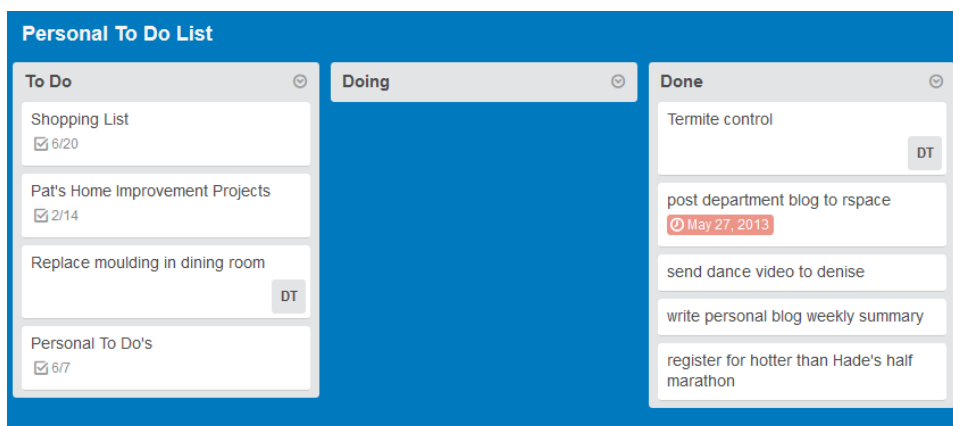 Personal To Do List
To Do
Shopping List
6/20
Pat's Home Improvement Projects
2/14
Replace moulding in dining room
DT
Personal To Do's
6/7
Doing
Done
Termite control
DT
post department blog to rspace
May 27, 2013
send dance video to denise
write personal blog weekly summary
register for hotter than Hade's half
marathon